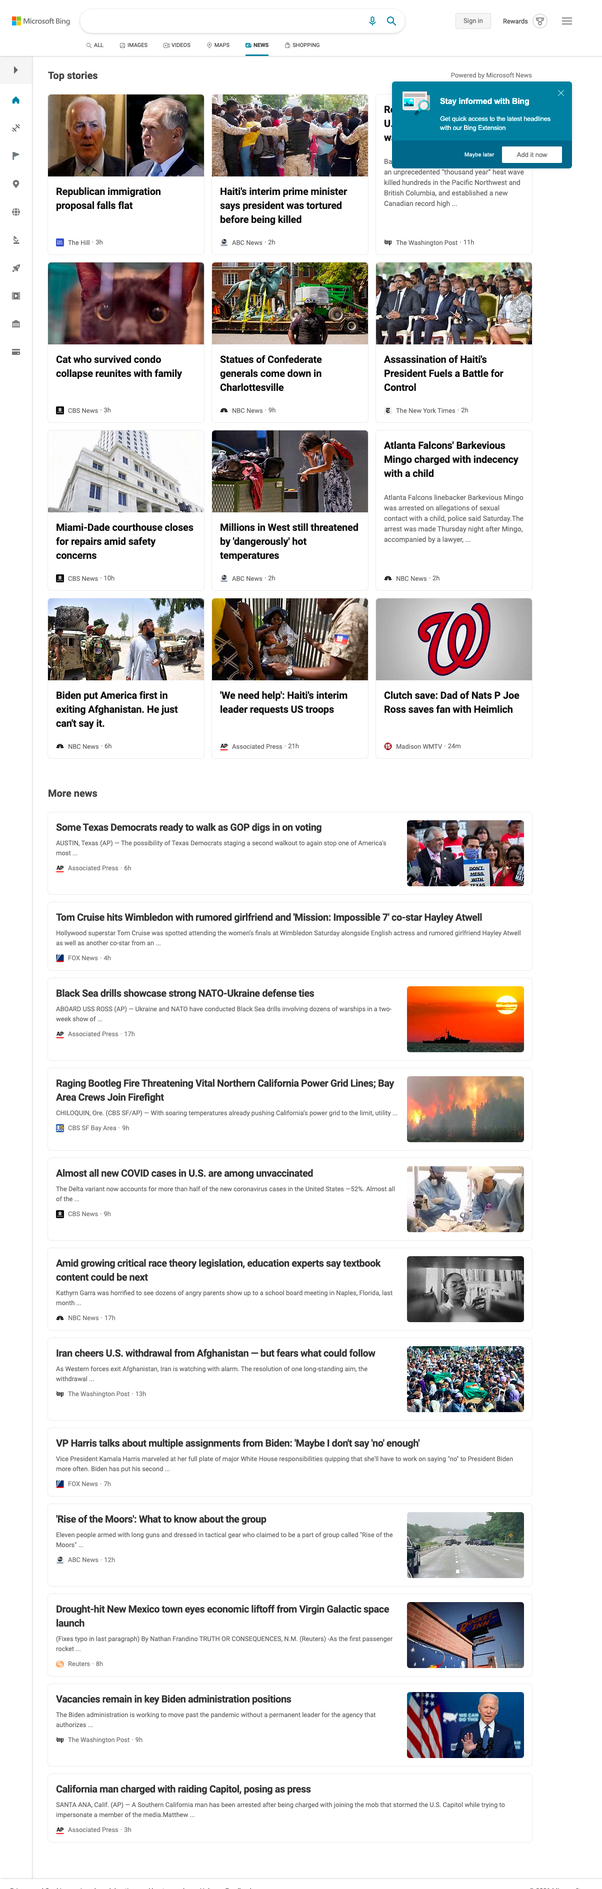 Microsoft Bing
Sign in
Rewards
ALL
IMAGES
VIDEOS
MAPS
NEWS
SHOPPING
Top stories
Powered by Microsoft News
Stay informed with Bing
Get quick access to the latest headlines
with our Bing Extension
Maybe later
Add it now
Republican immigration
proposal falls flat
The Hill · 3h
Haiti's interim prime minister
says president was tortured
before being killed
ABC News · 2h
an unprecedented "thousand year" heat wave
killed hundreds in the Pacific Northwest and
British Columbia, and established a new
Canadian record high ...
The Washington Post · 11h
Cat who survived condo
collapse reunites with family
CBS News · 3h
Statues of Confederate
generals come down in
Charlottesville
NBC News · 9h
Assassination of Haiti's
President Fuels a Battle for
Control
The New York Times · 2h
Miami-Dade courthouse closes
for repairs amid safety
concerns
CBS News · 10h
Millions in West still threatened
by 'dangerously' hot
temperatures
ABC News · 2h
Atlanta Falcons' Barkevious
Mingo charged with indecency
with a child
Atlanta Falcons linebacker Barkevious Mingo
was arrested on allegations of sexual
contact with a child, police said Saturday.The
arrest was made Thursday night after Mingo,
accompanied by a lawyer, ...
NBC News · 2h
Biden put America first in
exiting Afghanistan. He just
can't say it.
NBC News · 6h
'We need help': Haiti's interim
leader requests US troops
AP Associated Press · 21h
Clutch save: Dad of Nats P Joe
Ross saves fan with Heimlich
Madison WMTV · 24m
More news
Some Texas Democrats ready to walk as GOP digs in on voting
AUSTIN, Texas (AP) — The possibility of Texas Democrats staging a second walkout to again stop one of America's
most ...
AP Associated Press · 6h
DON'T
MESS
WITH
TEXAS
Tom Cruise hits Wimbledon with rumored girlfriend and 'Mission: Impossible 7' co-star Hayley Atwell
Hollywood superstar Tom Cruise was spotted attending the women's finals at Wimbledon Saturday alongside English actress and rumored girlfriend Hayley Atwell
as well as another co-star from an ...
FOX News · 4h
Black Sea drills showcase strong NATO-Ukraine defense ties
ABOARD USS ROSS (AP) — Ukraine and NATO have conducted Black Sea drills involving dozens of warships in a two-
week show of ...
AP Associated Press · 17h
Raging Bootleg Fire Threatening Vital Northern California Power Grid Lines; Bay
Area Crews Join Firefight
CHILOQUIN, Ore. (CBS SF/AP) — With soaring temperatures already pushing California's power grid to the limit, utility ...
CBS SF Bay Area · 9h
Almost all new COVID cases in U.S. are among unvaccinated
The Delta variant now accounts for more than half of the new coronavirus cases in the United States —52%. Almost all
of the ...
CBS News · 9h
Amid growing critical race theory legislation, education experts say textbook
content could be next
Kathyrn Garra was horrified to see dozens of angry parents show up to a school board meeting in Naples, Florida, last
month ...
NBC News · 17h
Iran cheers U.S. withdrawal from Afghanistan — but fears what could follow
As Western forces exit Afghanistan, Iran is watching with alarm. The resolution of one long-standing aim, the
withdrawal ...
The Washington Post · 13h
VP Harris talks about multiple assignments from Biden: 'Maybe I don't say 'no' enough'
Vice President Kamala Harris marveled at her full plate of major White House responsibilities quipping that she'll have to work on saying "no" to President Biden
more often. Biden has put his second ...
FOX News · 7h
'Rise of the Moors': What to know about the group
Eleven people armed with long guns and dressed in tactical gear who claimed to be a part of group called "Rise of the
Moors" ...
ABC News · 12h
Drought-hit New Mexico town eyes economic liftoff from Virgin Galactic space
launch
(Fixes typo in last paragraph) By Nathan Frandino TRUTH OR CONSEQUENCES, N.M. (Reuters) -As the first passenger
rocket ...
Reuters · 8h
Vacancies remain in key Biden administration positions
The Biden administration is working to move past the pandemic without a permanent leader for the agency that
authorizes ...
The Washington Post · 9h
California man charged with raiding Capitol, posing as press
SANTA ANA, Calif. (AP) — A Southern California man has been arrested after being charged with joining the mob that stormed the U.S. Capitol while trying to
impersonate a member of the media.Matthew ...
AP Associated Press · 3h